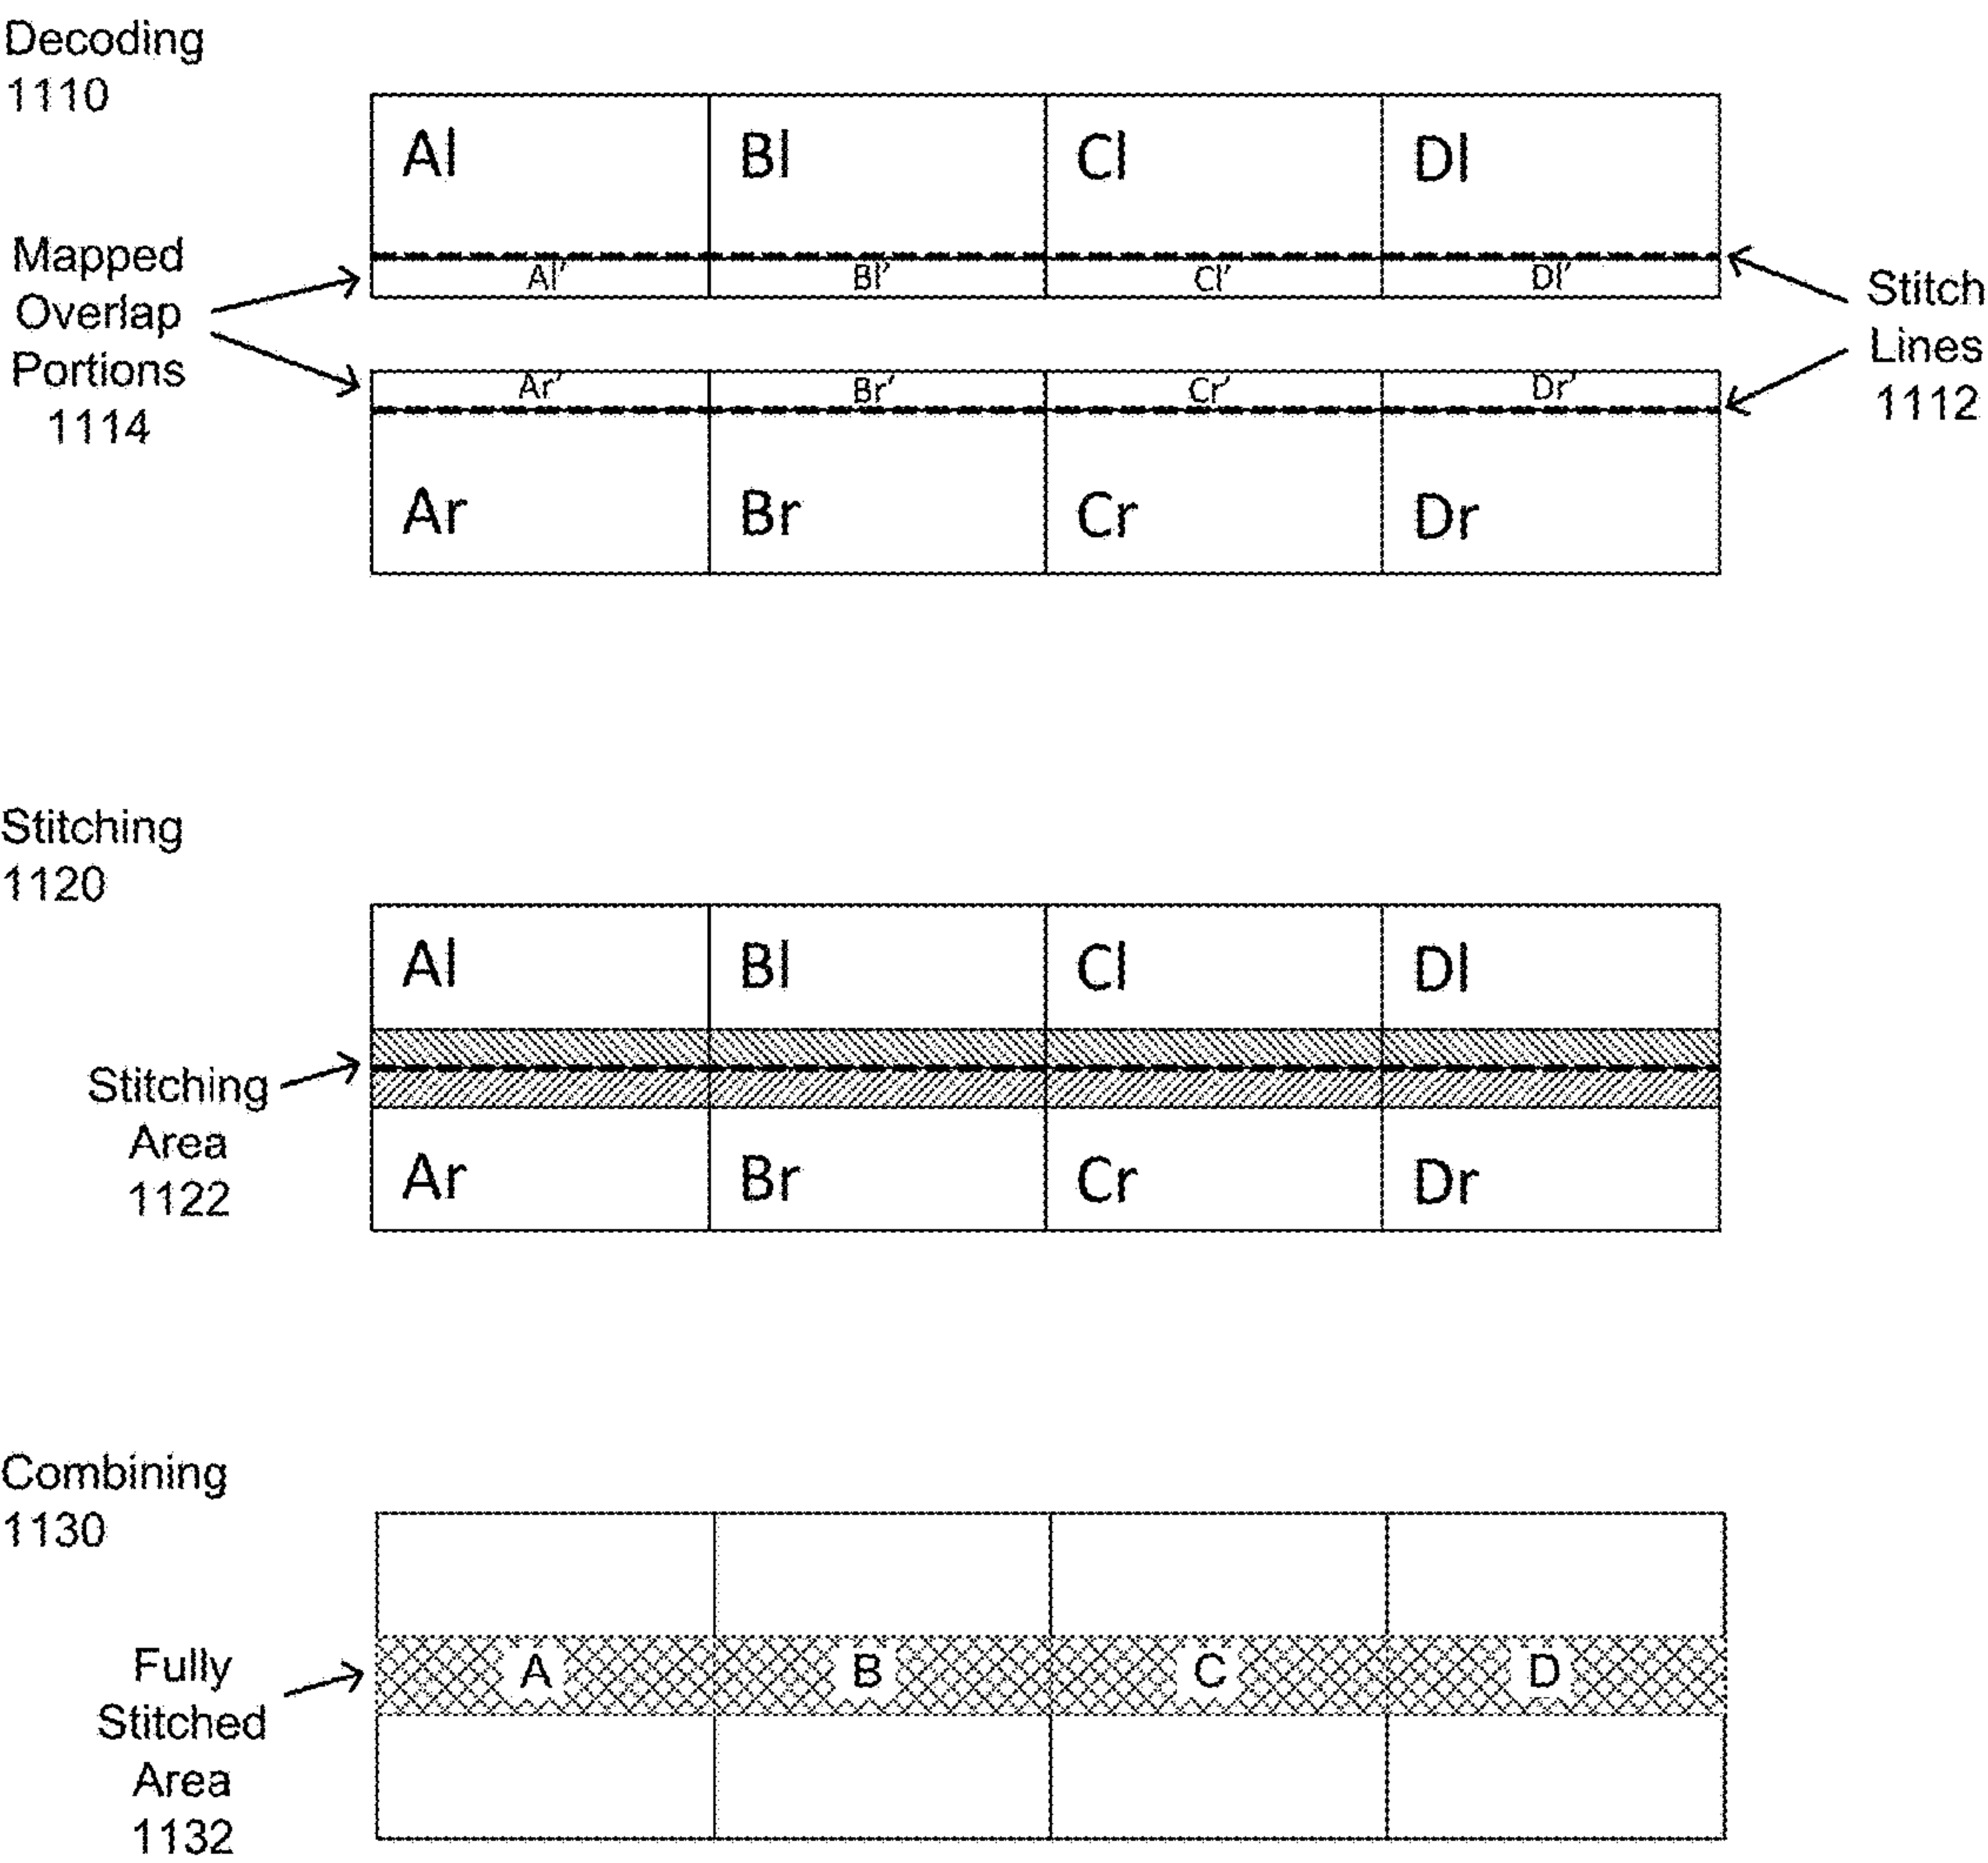 Decoding
1110
Al Bl Cl Dl
Mapped
Overlap
Portions
1114
Al’ Bl’ Cl’ Dl’
Stitch
Lines
1112
Ar’ Br’ Cr’ Dr’
Ar Br Cr Dr
Stitching
1120
Al Bl Cl Dl
Stitching
Area
1122
Ar Br Cr Dr
Combining
1130
A B C D
Fully
Stitched
Area
1132